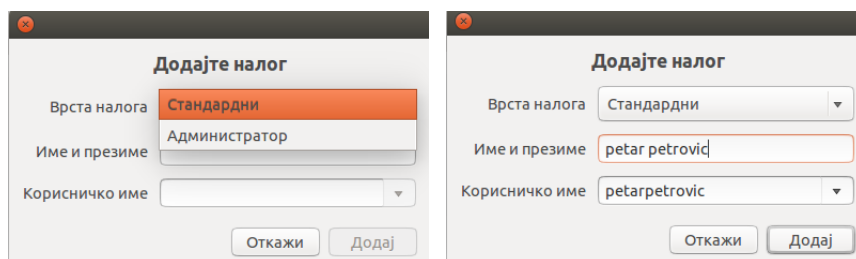 Додајте налог
Врста налога Стандардни
Администратор
Име и презиме
Корисничко име
Откажи Додај
Додајте налог
Врста налога Стандардни
Име и презиме petar petrovic
Корисничко име petarpetrovic
Откажи Додај